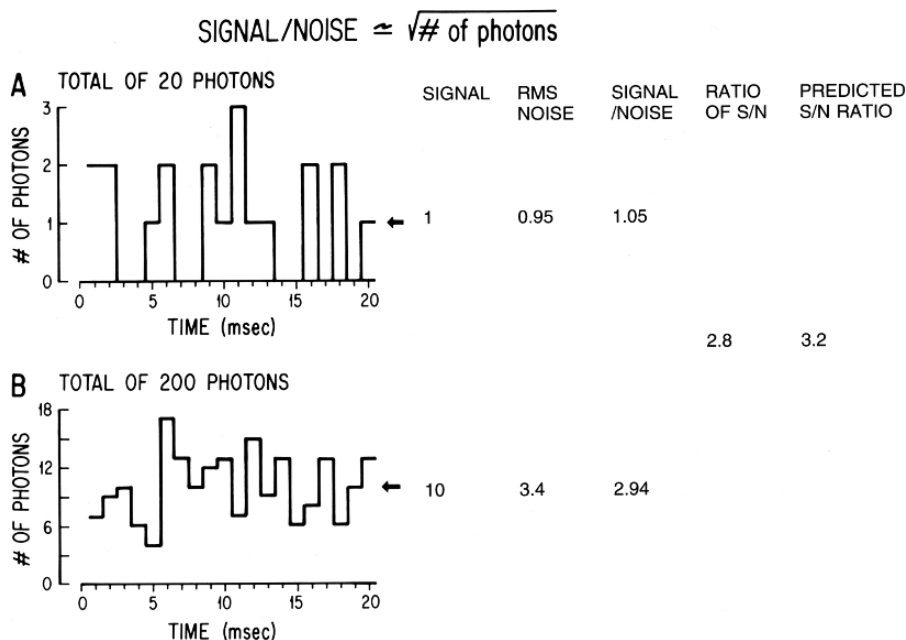 SIGNAL/NOISE ≃ √# of photons
A TOTAL OF 20 PHOTONS
SIGNAL
RMS NOISE
SIGNAL /NOISE
RATIO OF S/N
PREDICTED S/N RATIO
# OF PHOTONS
3
2
1
0
0 5 10 15 20
TIME (msec)
1 0.95 1.05
2.8 3.2
B TOTAL OF 200 PHOTONS
# OF PHOTONS
18
12
6
0
0 5 10 15 20
TIME (msec)
10 3.4 2.94